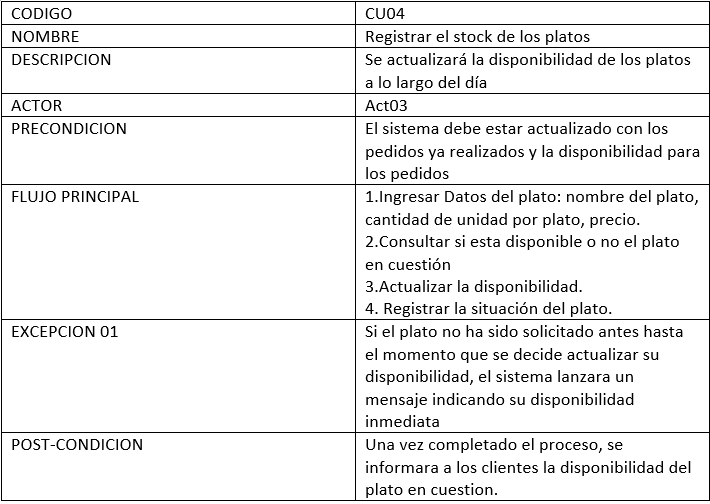 CODIGO
CU04
NOMBRE
Registrar el stock de los platos
DESCRIPCION
Se actualizará la disponibilidad de los platos
a lo largo del día
ACTOR
Act03
PRECONDICION
El sistema debe estar actualizado con los
pedidos ya realizados y la disponibilidad para
los pedidos
FLUJO PRINCIPAL
1.Ingresar Datos del plato: nombre del plato,
cantidad de unidad por plato, precio.
2.Consultar si esta disponible o no el plato
en cuestión
3.Actualizar la disponibilidad.
4. Registrar la situación del plato.
EXCEPCION 01
Si el plato no ha sido solicitado antes hasta
el momento que se decide actualizar su
disponibilidad, el sistema lanzara un
mensaje indicando su disponibilidad
inmediata
POST-CONDICION
Una vez completado el proceso, se
informara a los clientes la disponibilidad del
plato en cuestion.